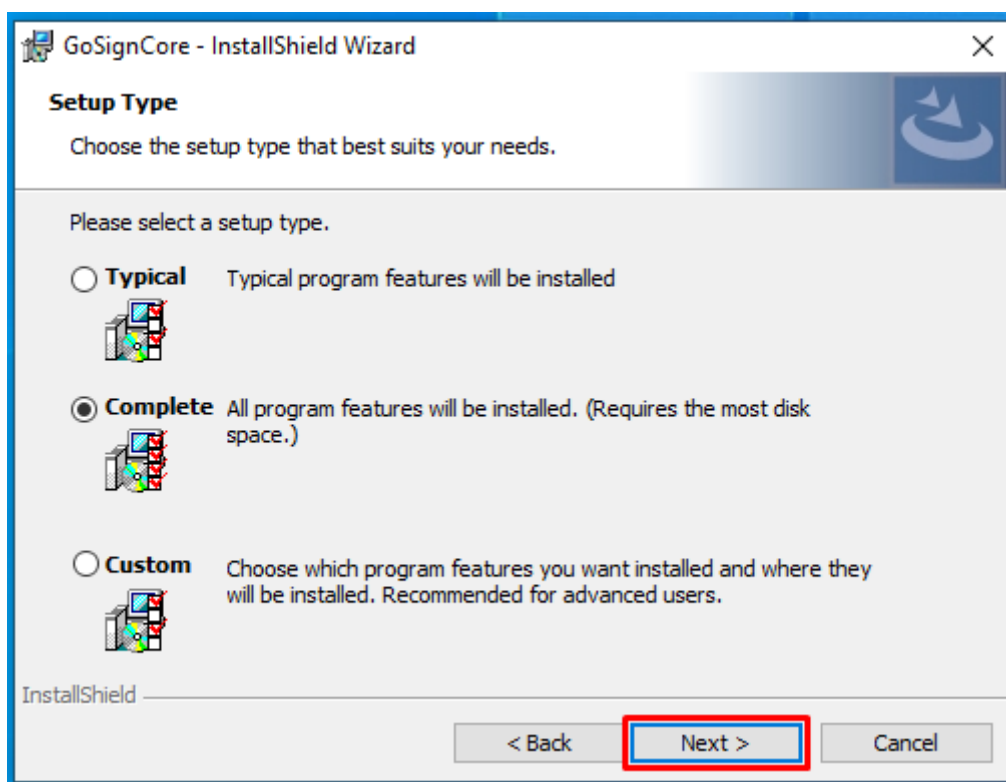 GoSignCore - InstallShield Wizard
Setup Type
Choose the setup type that best suits your needs.
Please select a setup type.
Typical Typical program features will be installed
Complete All program features will be installed. (Requires the most disk
space.)
Custom Choose which program features you want installed and where they
will be installed. Recommended for advanced users.
InstallShield
< Back Next > Cancel